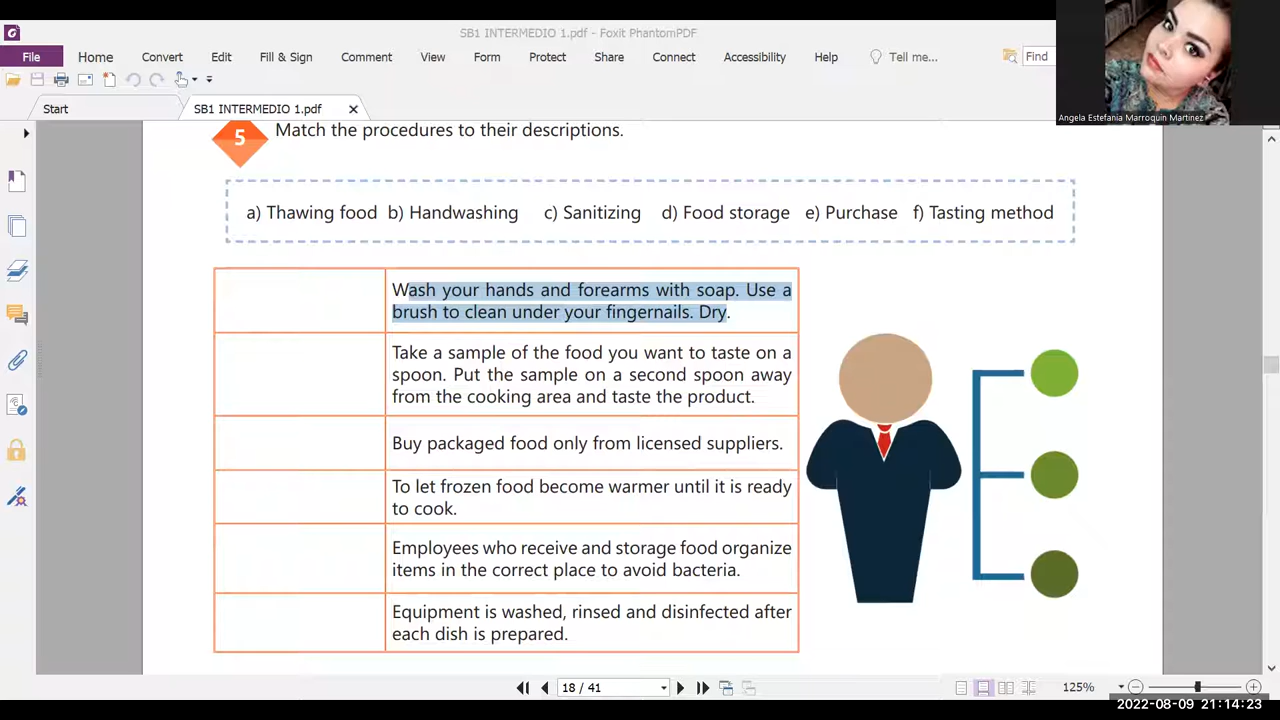 SB1 INTERMEDIO 1.pdf - Foxit PhantomPDF
File Home Convert Edit Fill & Sign Comment View Form Protect Share Connect Accessibility Help Tell me... Find
Start SB1 INTERMEDIO 1.pdf
Angela Estefania Marroquin Martinez
5 Match the procedures to their descriptions.
a) Thawing food b) Handwashing c) Sanitizing d) Food storage e) Purchase f) Tasting method
Wash your hands and forearms with soap. Use a
brush to clean under your fingernails. Dry.
Take a sample of the food you want to taste on a
spoon. Put the sample on a second spoon away
from the cooking area and taste the product.
Buy packaged food only from licensed suppliers.
To let frozen food become warmer until it is ready
to cook.
Employees who receive and storage food organize
items in the correct place to avoid bacteria.
Equipment is washed, rinsed and disinfected after
each dish is prepared.
18 / 41 125%
2022-08-09 21:14:23